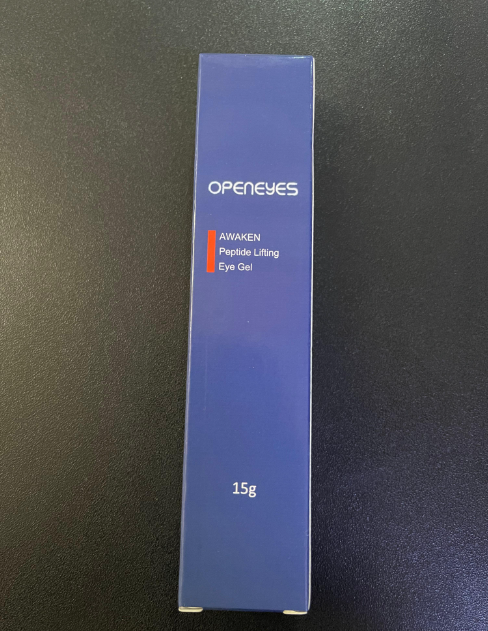 OPENEYES
AWAKEN
Peptide Lifting
Eye Gel
15g